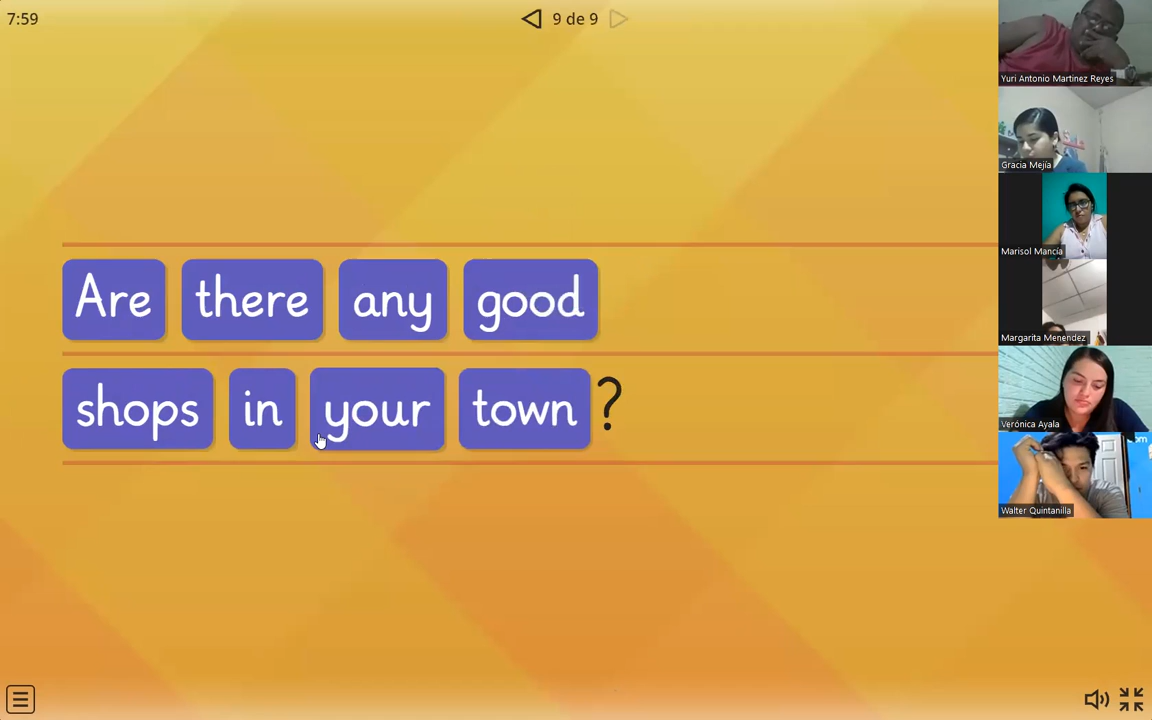 7:59
9 de 9
Are there any good
shops in your town?
Yuri Antonio Martinez Reyes
Gracia Mejía
Marisol Mancía
Margarita Menendez
Verónica Ayala
Walter Quintanilla